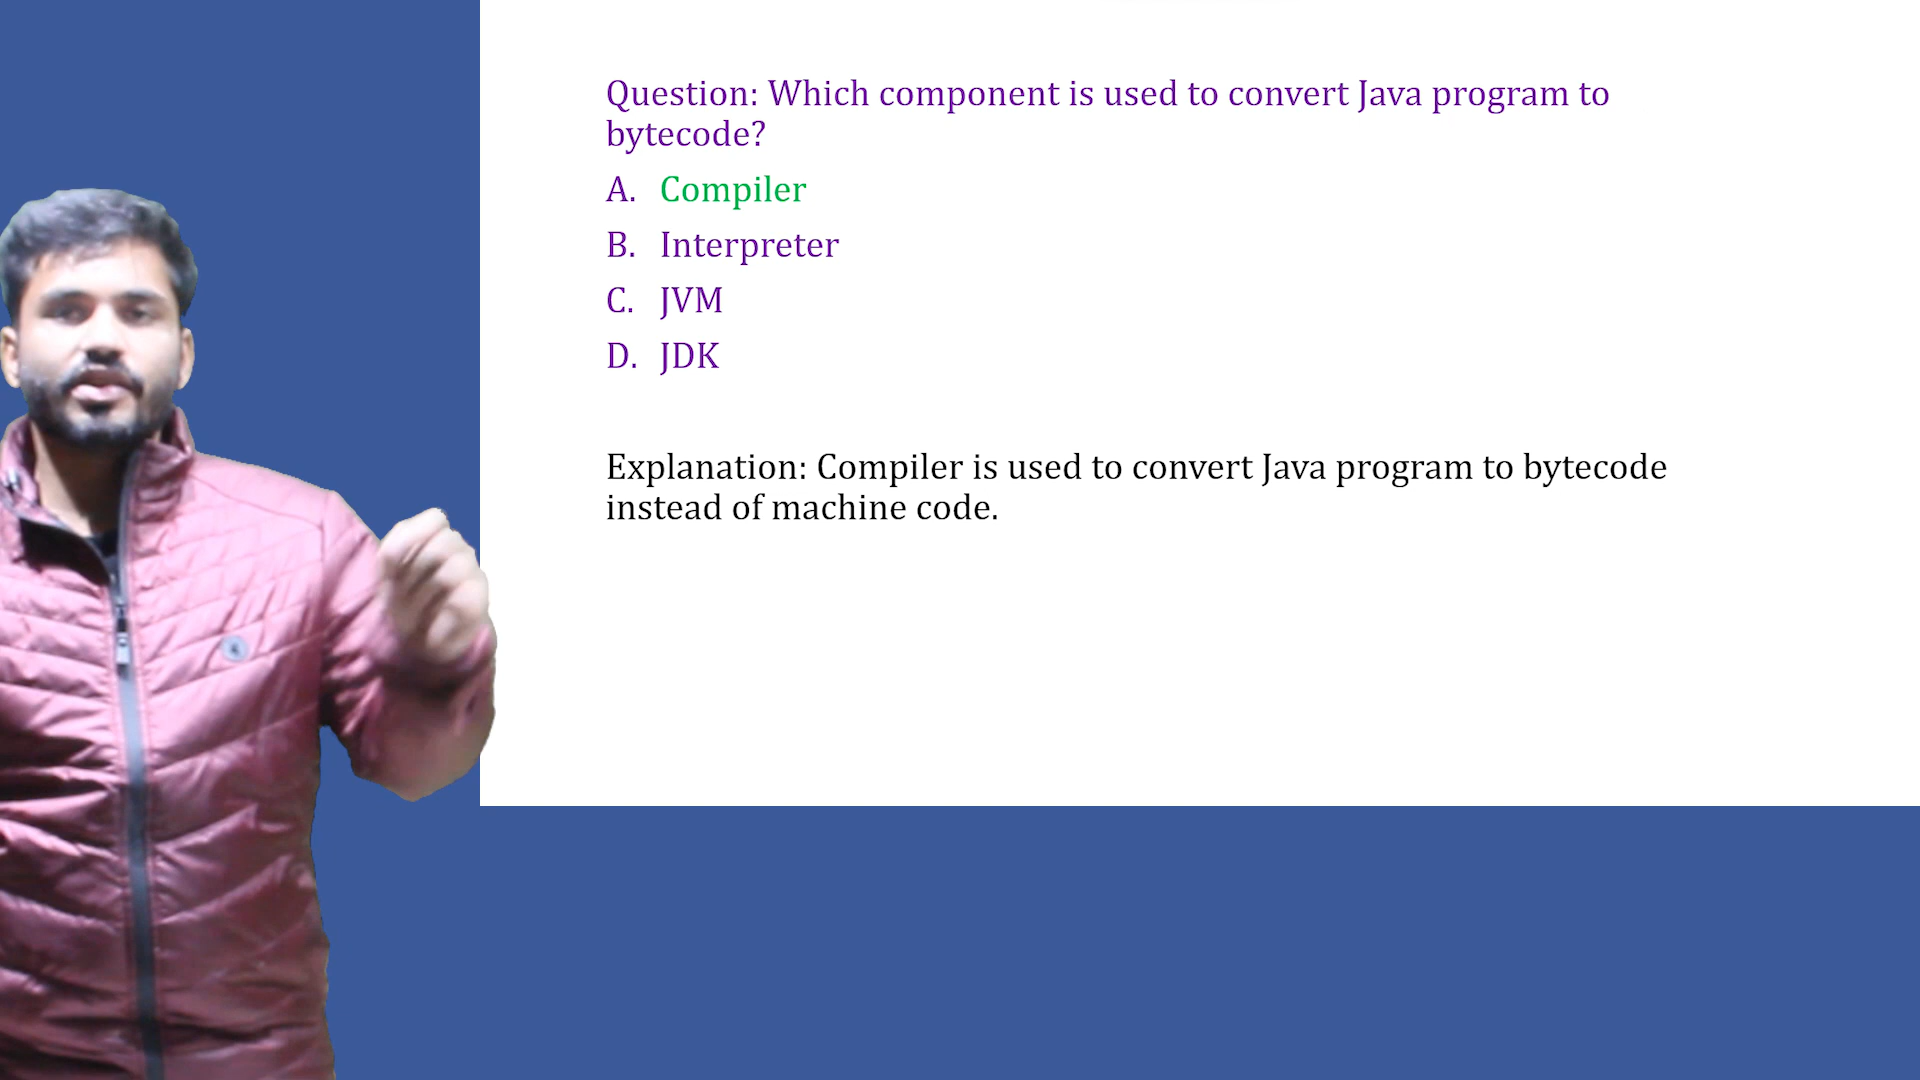 Question: Which component is used to convert Java program to
bytecode?
A. Compiler
B. Interpreter
C. JVM
D. JDK
Explanation: Compiler is used to convert Java program to bytecode
instead of machine code.